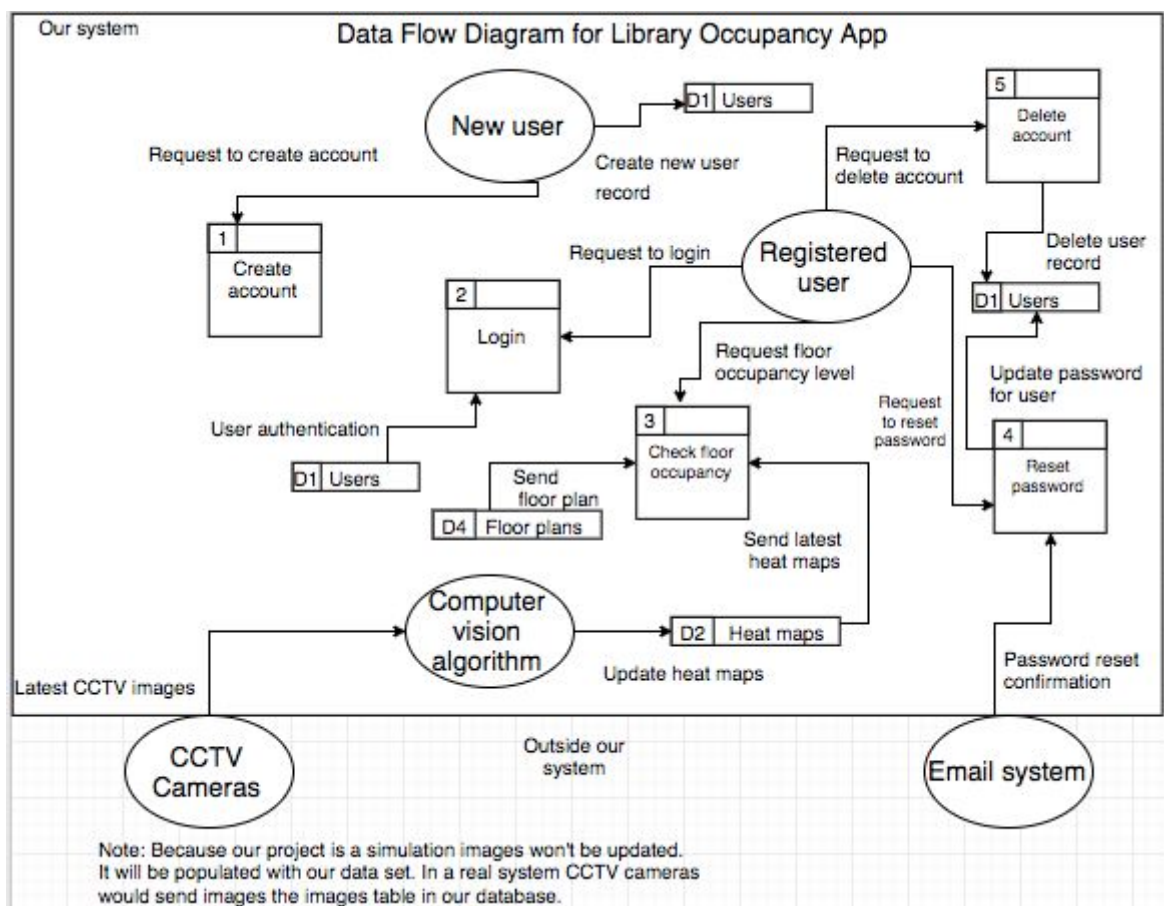 Our system
Data Flow Diagram for Library Occupancy App
New user
D1 Users
5
Delete
account
Request to create account
Create new user
record
Request to
delete account
1
Create
account
Request to login
Registered
user
Delete user
record
D1 Users
2
Login
Request floor
occupancy level
Update password
for user
User authentication
D1 Users
3
Check floor
occupancy
Request
to reset
password
4
Reset
password
Send
floor plan
D4 Floor plans
Send latest
heat maps
Computer
vision
algorithm
D2 Heat maps
Update heat maps
Password reset
confirmation
Latest CCTV images
CCTV
Cameras
Outside our
system
Email system
Note: Because our project is a simulation images won't be updated.
It will be populated with our data set. In a real system CCTV cameras
would send images the images table in our database.